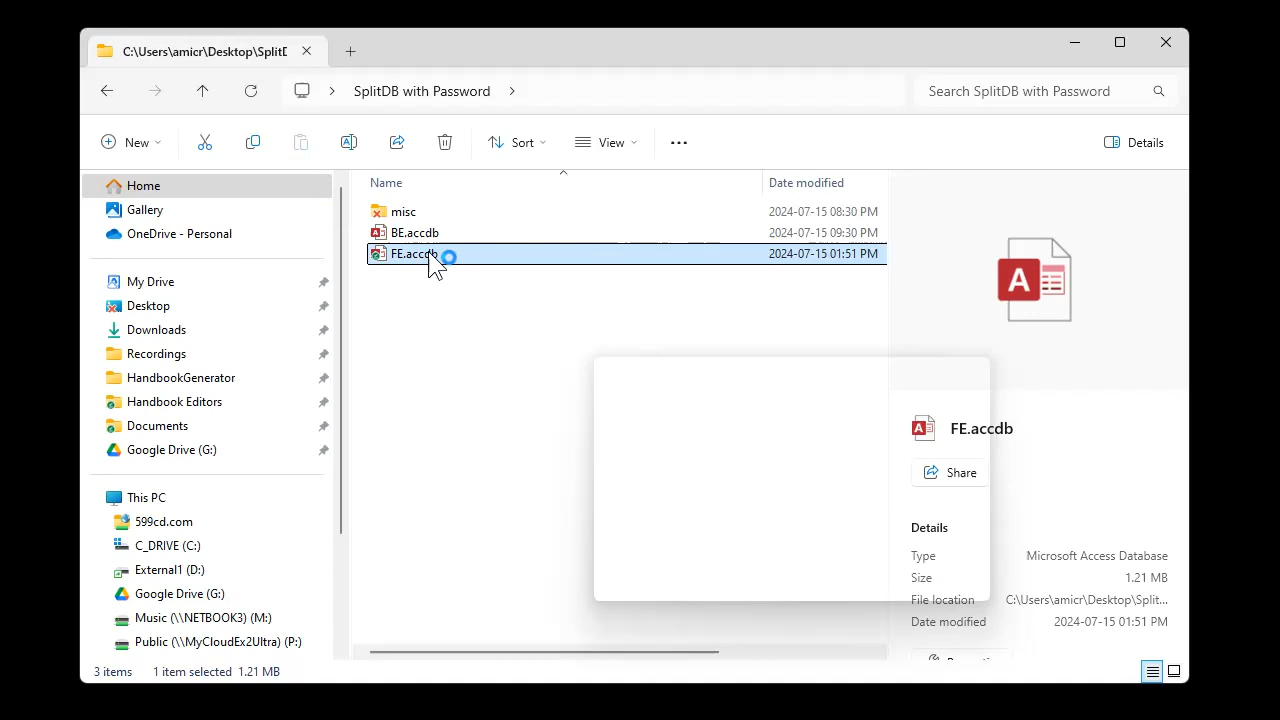 C:\Users\amicr\Desktop\SplitD
SplitDB with Password
Search SplitDB with Password
New
Sort
View
Details
Home
Gallery
OneDrive - Personal
My Drive
Desktop
Downloads
Recordings
HandbookGenerator
Handbook Editors
Documents
Google Drive (G:)
This PC
599cd.com
C_DRIVE (C:)
External1 (D:)
Google Drive (G:)
Music (\\NETBOOK3) (M:)
Public (\\MyCloudEx2Ultra) (P:)
Name Date modified
misc 2024-07-15 08:30 PM
BE.accdb 2024-07-15 09:30 PM
FE.accdb 2024-07-15 01:51 PM
A
A FE.accdb
Share
Details
Type Microsoft Access Database
Size 1.21 MB
File location C:\Users\amicr\Desktop\Split...
Date modified 2024-07-15 01:51 PM
3 items 1 item selected 1.21 MB